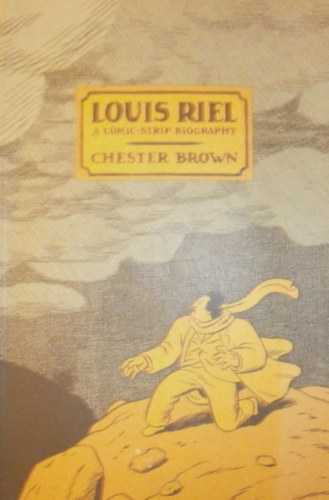 LOUIS RIEL
A COMIC-STRIP BIOGRAPHY
CHESTER BROWN